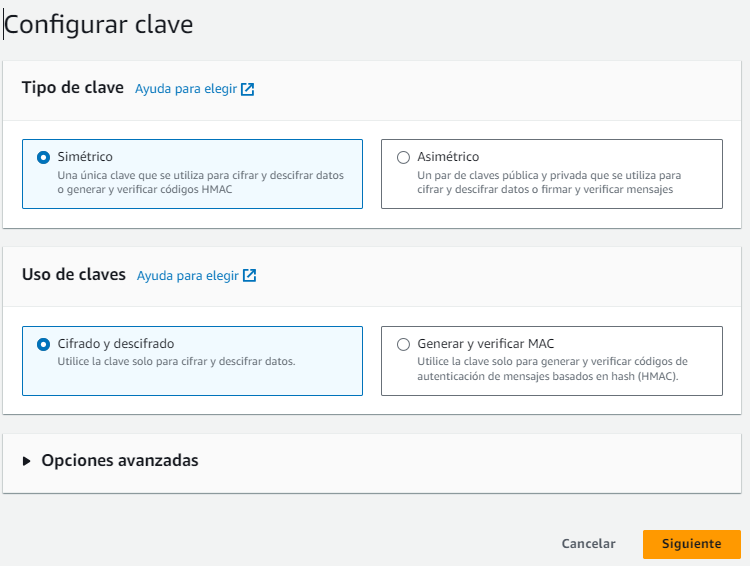 Configurar clave
Tipo de clave Ayuda para elegir
Simétrico
Una única clave que se utiliza para cifrar y descifrar datos
o generar y verificar códigos HMAC
Asimétrico
Un par de claves pública y privada que se utiliza para
cifrar y descifrar datos o firmar y verificar mensajes
Uso de claves Ayuda para elegir
Cifrado y descifrado
Utilice la clave solo para cifrar y descifrar datos.
Generar y verificar MAC
Utilice la clave solo para generar y verificar códigos de
autenticación de mensajes basados en hash (HMAC).
Opciones avanzadas
Cancelar Siguiente